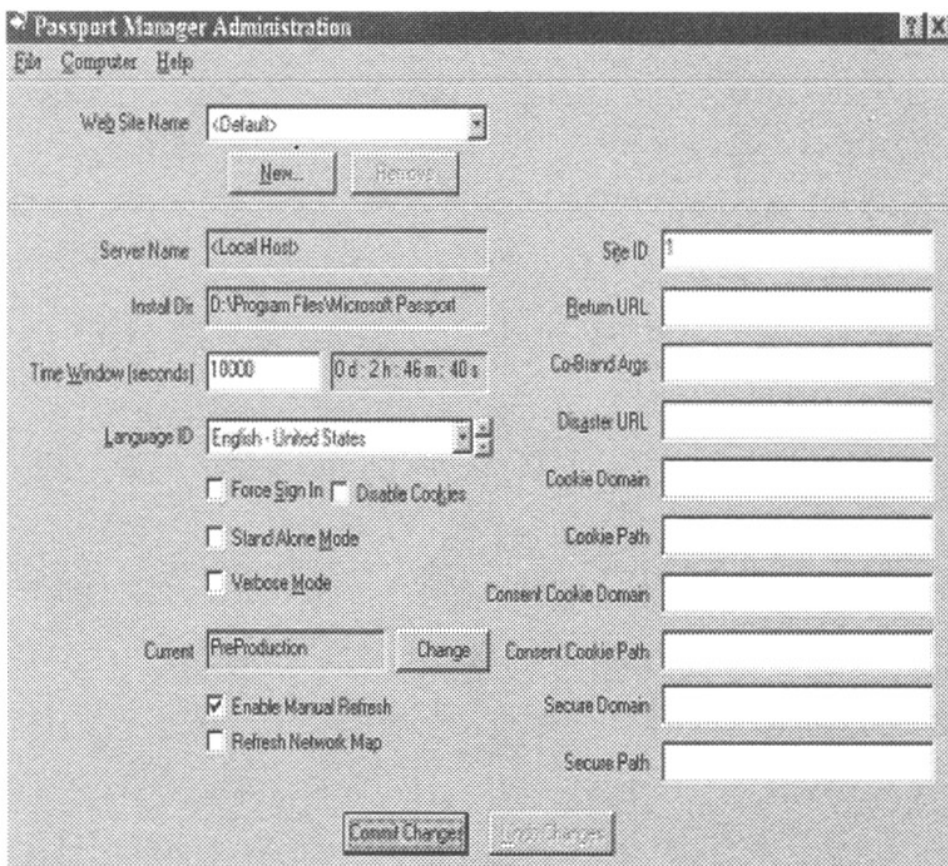 Passport Manager Administration
File Computer Help
Web Site Name <Default>
New... Remove
Server Name <Local Host>
Install Dir D:\Program Files\Microsoft Passport
Time Window (seconds) 10000 0 d : 2 h : 46 m : 40 s
Language ID English - United States
Force Sign In Disable Cookies
Stand Alone Mode
Verbose Mode
Current PreProduction Change
Enable Manual Refresh
Refresh Network Map
Site ID 1
Return URL
Co-Brand Args
Disaster URL
Cookie Domain
Cookie Path
Consent Cookie Domain
Consent Cookie Path
Secure Domain
Secure Path
Commit Changes Undo Changes